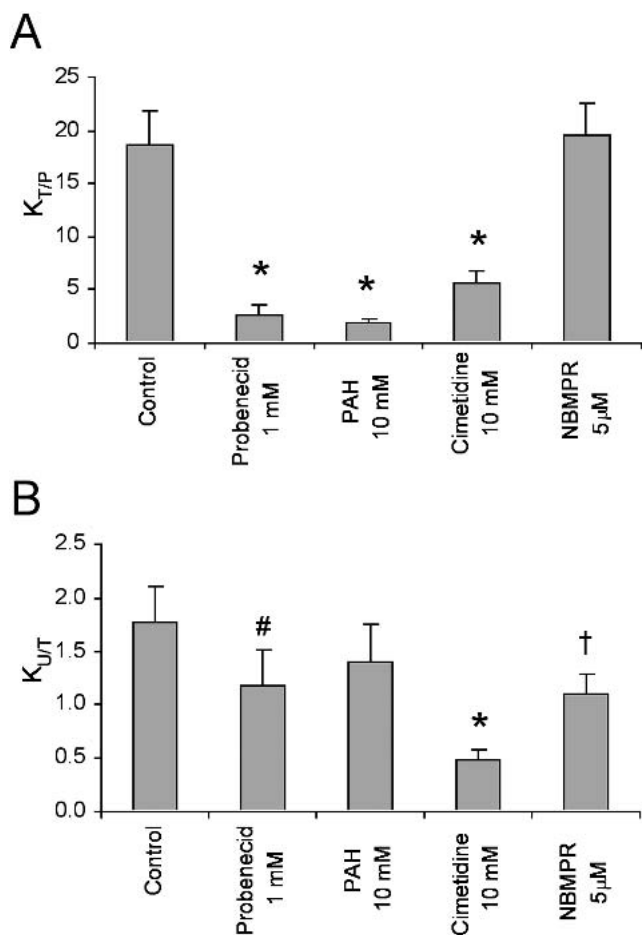 A
25
20
15
10
5
0
K_T/P
*
*
*
Control
Probenecid
1 mM
PAH
10 mM
Cimetidine
10 mM
NBMPR
5µM
B
2.5
2.0
1.5
1.0
0.5
0.0
K_U/T
#
*
†
Control
Probenecid
1 mM
PAH
10 mM
Cimetidine
10 mM
NBMPR
5µM